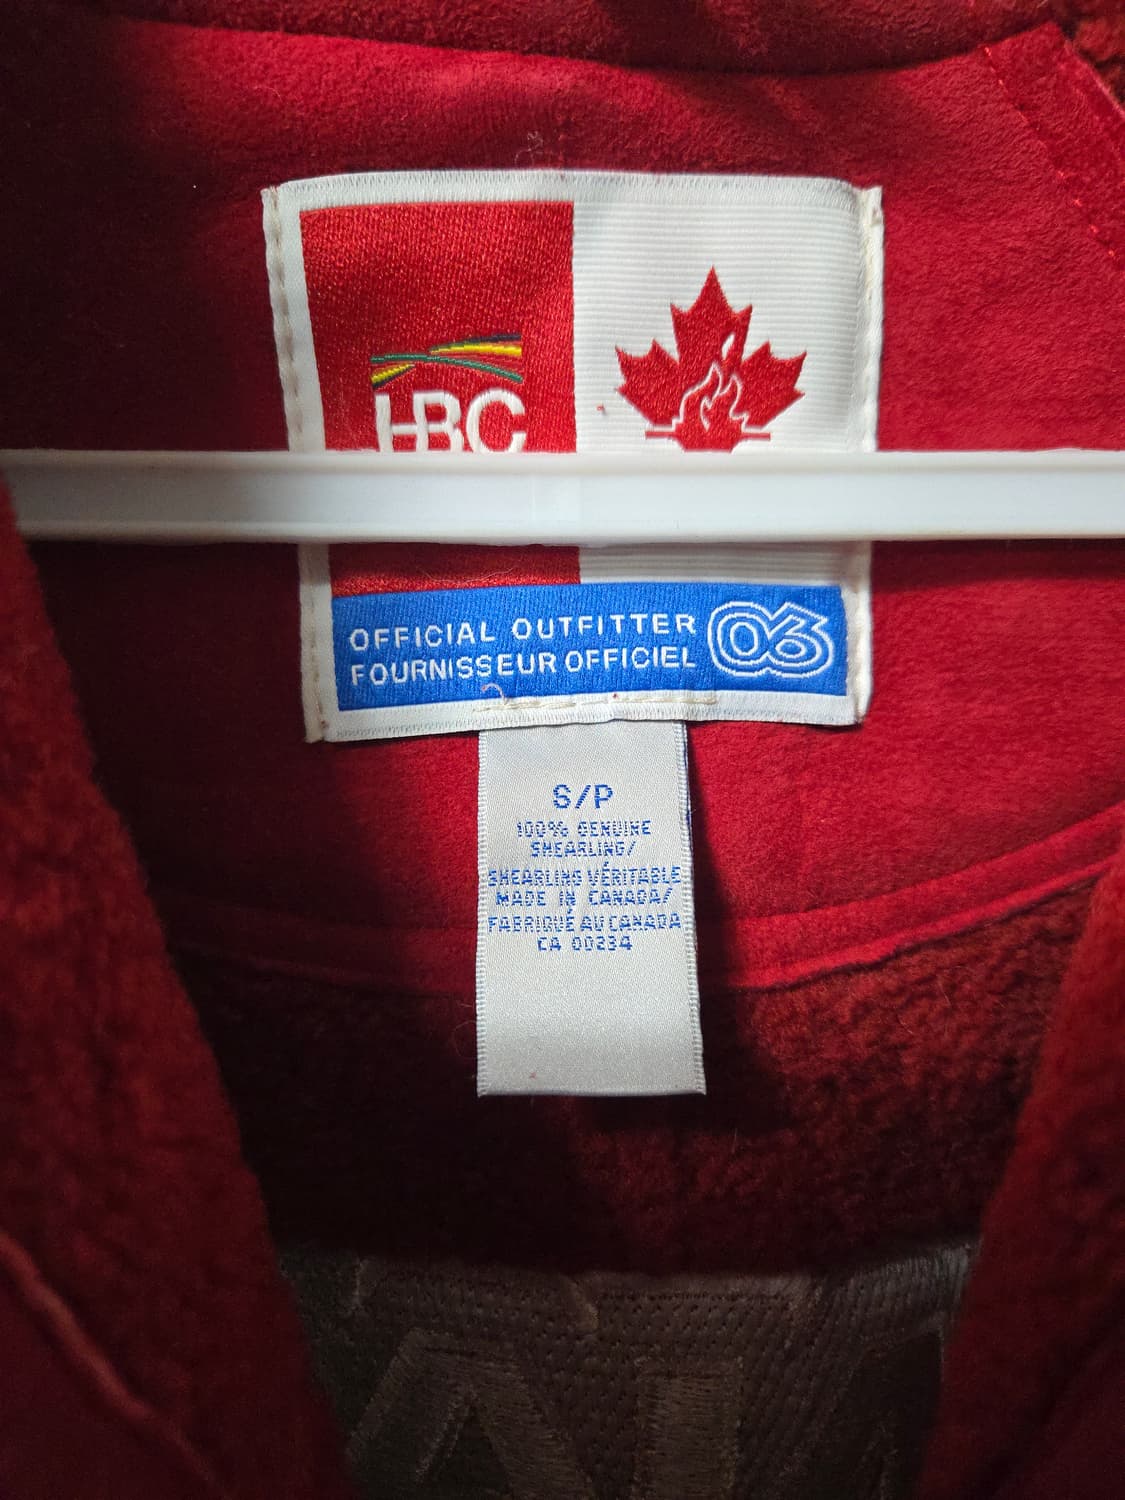 HBC
OFFICIAL OUTFITTER
FOURNISSEUR OFFICIEL
06
S/P
100% GENUINE
SHEARLING/
SHEARLING VÉRITABLE
MADE IN CANADA/
FABRIQUÉ AU CANADA
CA 00234